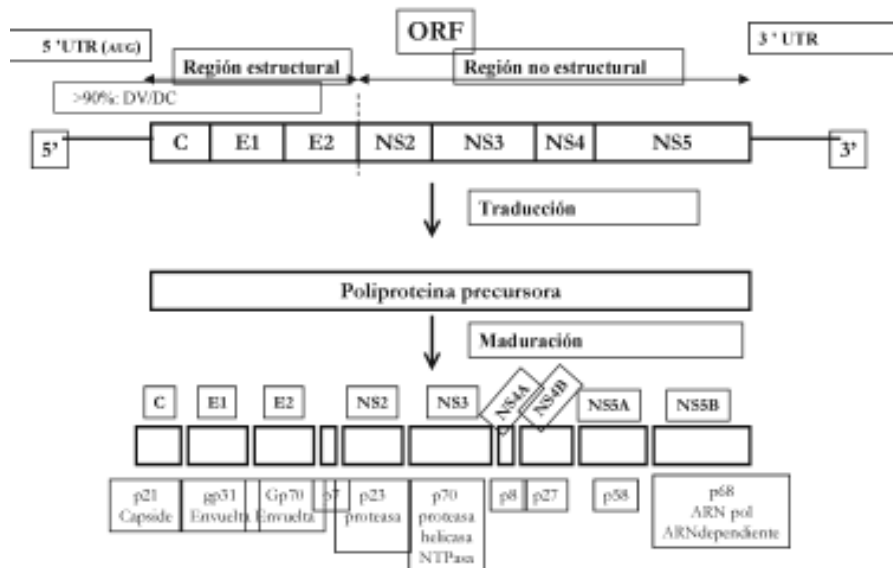 ORF
5 'UTR (AUG)
3 ' UTR
Región estructural
Región no estructural
>90%: DV/DC
5'
C
E1
E2
NS2
NS3
NS4
NS5
3'
Traducción
Poliproteina precursora
Maduración
C
E1
E2
NS2
NS3
NS4A
NS4B
NS5A
NS5B
p21
Capside
gp31
Envuelta
Gp70
Envuelta
p7
p23
proteasa
p70
proteasa
helicasa
NTPasa
p8
p27
p58
p68
ARN pol
ARNdependiente